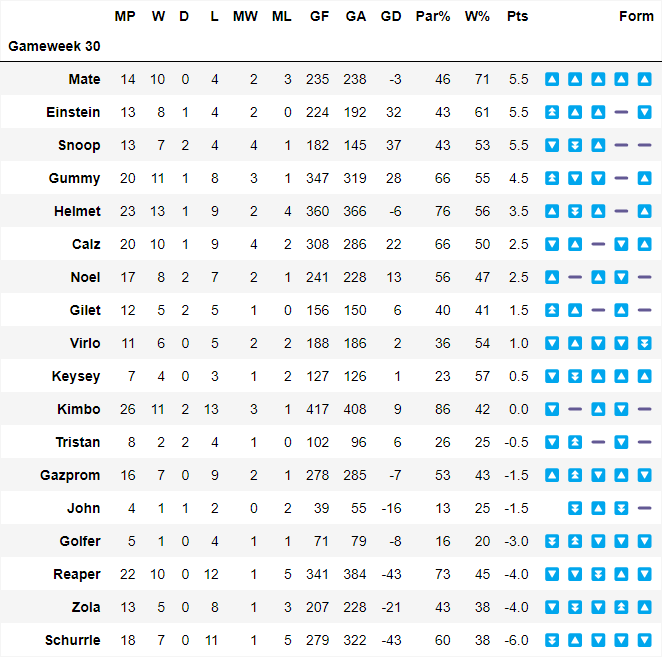 MP W D L MW ML GF GA GD Par% W% Pts Form
Gameweek 30
Mate 14 10 0 4 2 3 235 238 -3 46 71 5.5
Einstein 13 8 1 4 2 0 224 192 32 43 61 5.5
Snoop 13 7 2 4 4 1 182 145 37 43 53 5.5
Gummy 20 11 1 8 3 1 347 319 28 66 55 4.5
Helmet 23 13 1 9 2 4 360 366 -6 76 56 3.5
Calz 20 10 1 9 4 2 308 286 22 66 50 2.5
Noel 17 8 2 7 2 1 241 228 13 56 47 2.5
Gilet 12 5 2 5 1 0 156 150 6 40 41 1.5
Virlo 11 6 0 5 2 2 188 186 2 36 54 1.0
Keysey 7 4 0 3 1 2 127 126 1 23 57 0.5
Kimbo 26 11 2 13 3 1 417 408 9 86 42 0.0
Tristan 8 2 2 4 1 0 102 96 6 26 25 -0.5
Gazprom 16 7 0 9 2 1 278 285 -7 53 43 -1.5
John 4 1 1 2 0 2 39 55 -16 13 25 -1.5
Golfer 5 1 0 4 1 1 71 79 -8 16 20 -3.0
Reaper 22 10 0 12 1 5 341 384 -43 73 45 -4.0
Zola 13 5 0 8 1 3 207 228 -21 43 38 -4.0
Schurrle 18 7 0 11 1 5 279 322 -43 60 38 -6.0